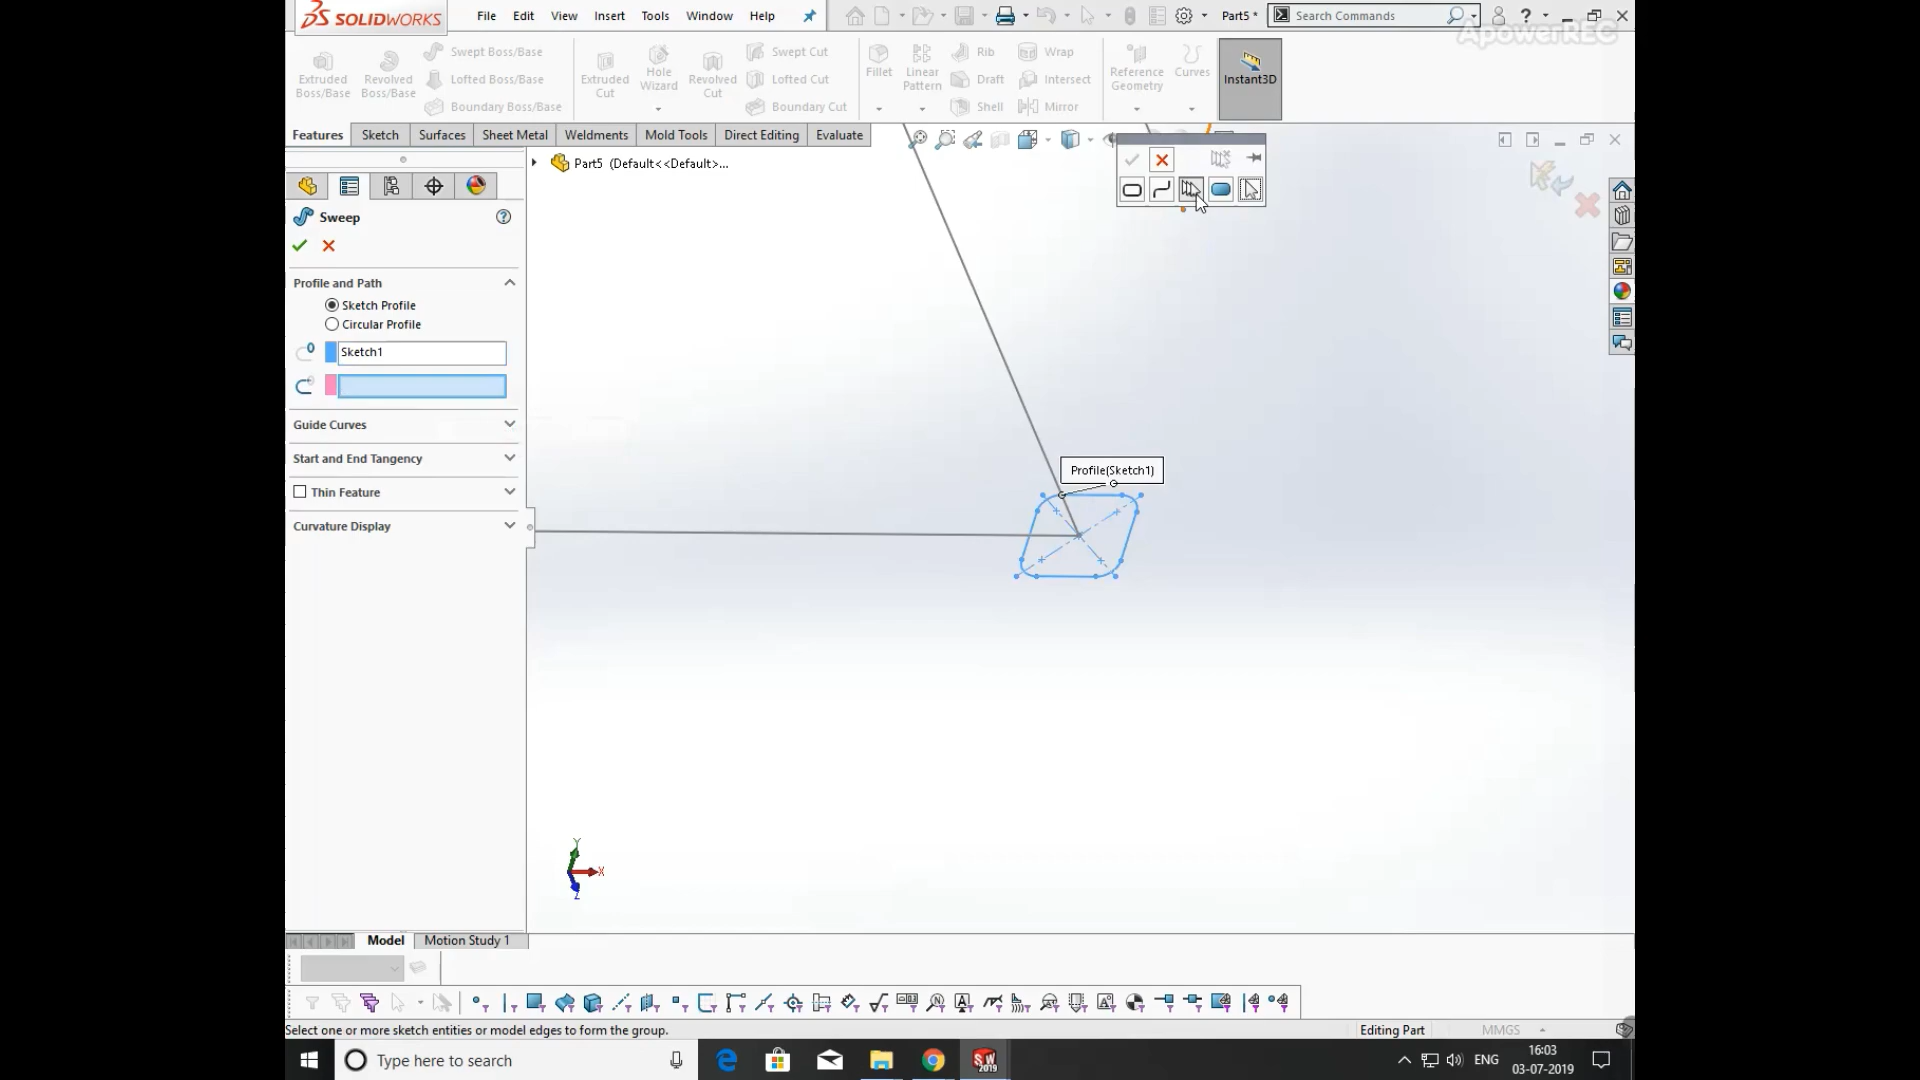 SOLIDWORKS File Edit View Insert Tools Window Help Part5 * Search Commands ?
ApowerREC
Extruded Boss/Base
Revolved Boss/Base
Swept Boss/Base
Lofted Boss/Base
Boundary Boss/Base
Extruded Cut
Hole Wizard
Revolved Cut
Swept Cut
Lofted Cut
Boundary Cut
Fillet
Linear Pattern
Rib
Draft
Shell
Wrap
Intersect
Mirror
Reference Geometry
Curves
Instant3D
Features Sketch Surfaces Sheet Metal Weldments Mold Tools Direct Editing Evaluate
Part5 (Default<<Default>...
Sweep
Profile and Path
Sketch Profile
Circular Profile
Sketch1
Guide Curves
Start and End Tangency
Thin Feature
Curvature Display
Profile(Sketch1)
Y
X
Z
Model Motion Study 1
Select one or more sketch entities or model edges to form the group. Editing Part MMGS
Type here to search
SW
2019
ENG
16:03
03-07-2019